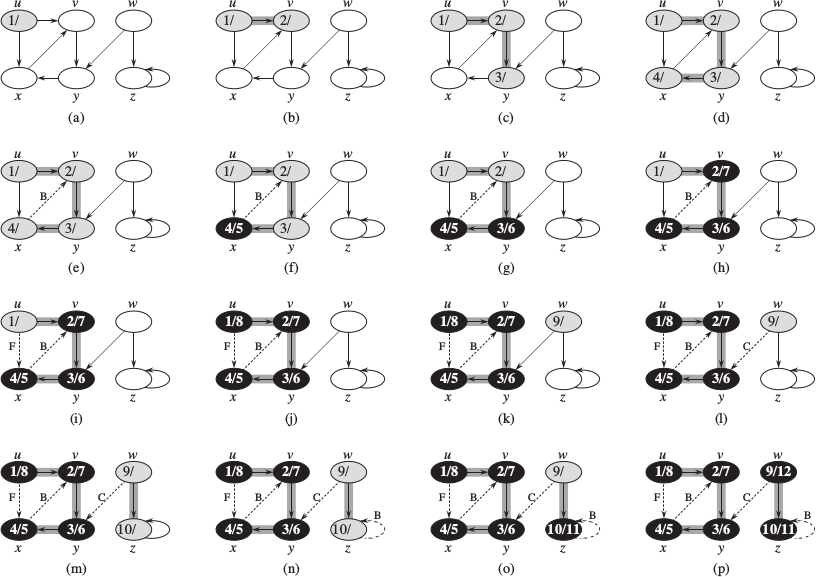 u v w u v w u v w u v w
1/ 1/ 2/ 1/ 2/ 1/ 2/
3/ 4/ 3/
x y z x y z x y z x y z
(a) (b) (c) (d)
u v w u v w u v w u v w
1/ 2/ 1/ 2/ 1/ 2/ 1/ 2/7
B B B B
4/ 3/ 4/5 3/ 4/5 3/6 4/5 3/6
x y z x y z x y z x y z
(e) (f) (g) (h)
u v w u v w u v w u v w
1/ 2/7 1/8 2/7 1/8 2/7 9/ 1/8 2/7 9/
F B F B F B F B C
4/5 3/6 4/5 3/6 4/5 3/6 4/5 3/6
x y z x y z x y z x y z
(i) (j) (k) (l)
u v w u v w u v w u v w
1/8 2/7 9/ 1/8 2/7 9/ 1/8 2/7 9/ 1/8 2/7 9/12
F B C F B C B F B C B F B C B
4/5 3/6 10/ 4/5 3/6 10/ 4/5 3/6 10/11 4/5 3/6 10/11
x y z x y z x y z x y z
(m) (n) (o) (p)